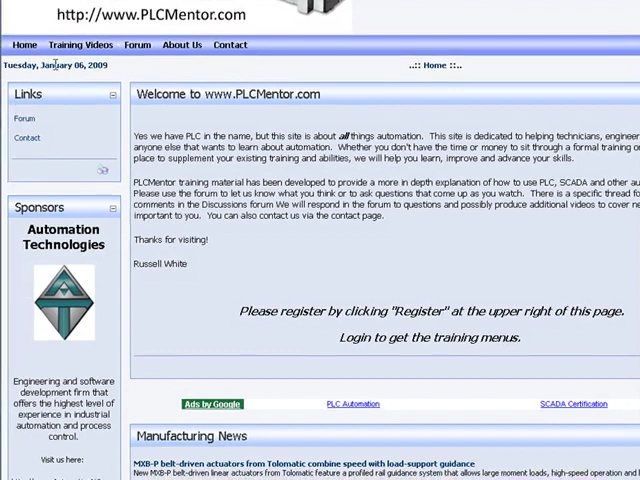 http://www.PLCMentor.com
Home Training Videos Forum About Us Contact
Tuesday, January 06, 2009
..:: Home ::..
Links
Forum
Contact
Sponsors
Automation
Technologies
Engineering and software
development firm that
offers the highest level of
experience in industrial
automation and process
control.
Visit us here:
Welcome to www.PLCMentor.com
Yes we have PLC in the name, but this site is about all things automation. This site is dedicated to helping technicians, engineer
anyone else that wants to learn about automation. Whether you don't have the time or money to sit through a formal training or
place to supplement your existing training and abilities, we will help you learn, improve and advance your skills.
PLCMentor training material has been developed to provide a more in depth explanation of how to use PLC, SCADA and other au
Please use the forum to let us know what you think or to ask questions that come up as you watch. There is a specific thread fo
comments in the Discussions forum We will respond in the forum to questions and possibly produce additional videos to cover ne
important to you. You can also contact us via the contact page.
Thanks for visiting!
Russell White
Please register by clicking "Register" at the upper right of this page.
Login to get the training menus.
Ads by Google PLC Automation SCADA Certification
Manufacturing News
MXB-P belt-driven actuators from Tolomatic combine speed with load-support guidance
New MXB-P belt-driven linear actuators from Tolomatic feature a profiled rail guidance system that allows large moment loads, high-speed operation and l